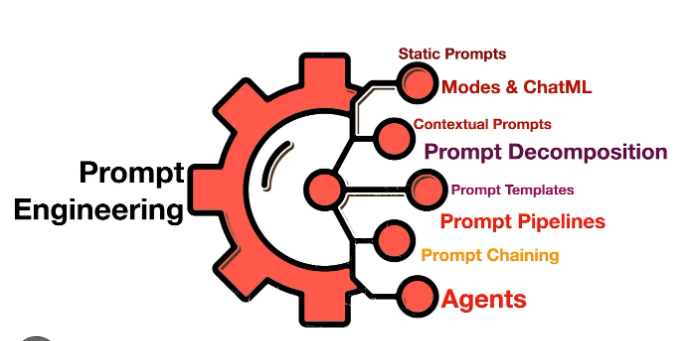 Static Prompts
Modes & ChatML
Contextual Prompts
Prompt Decomposition
Prompt
Engineering
Prompt Templates
Prompt Pipelines
Prompt Chaining
Agents